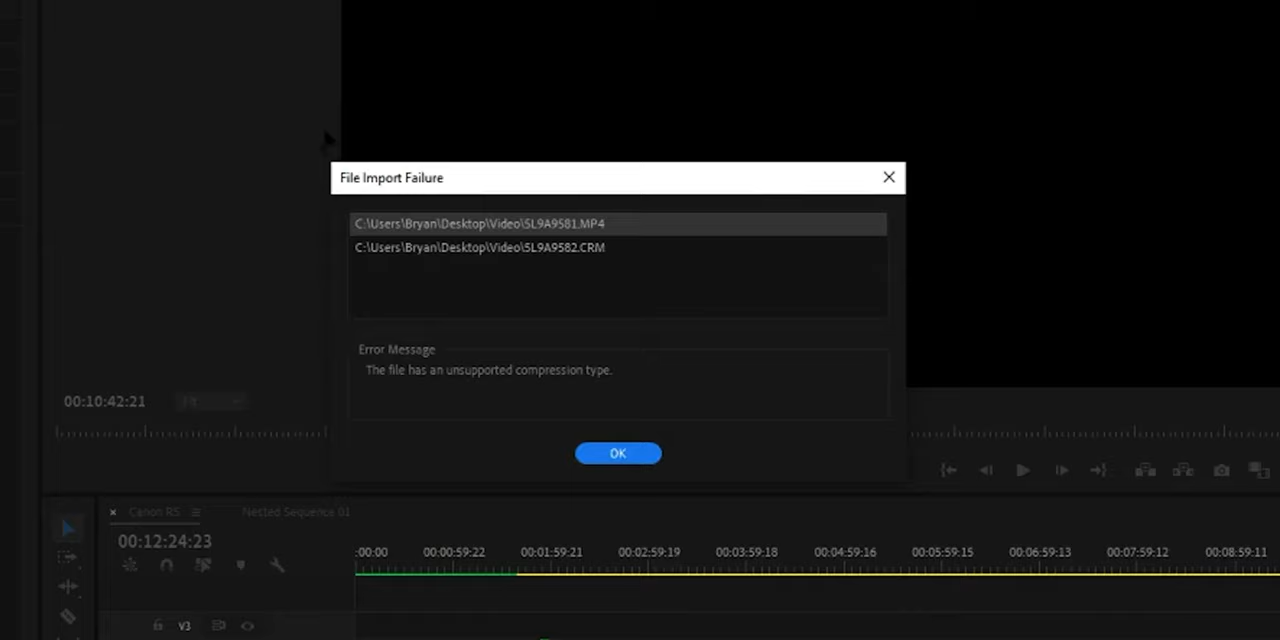 File Import Failure
C:\Users\Bryan\Desktop\Video\5L9A9581.MP4
C:\Users\Bryan\Desktop\Video\5L9A9582.CRM
Error Message
The file has an unsupported compression type.
OK
00:10:42:21
Canon R5
Nested Sequence 01
00:12:24:23
:00:00 00:00:59:22 00:01:59:21 00:02:59:19 00:03:59:18 00:04:59:16 00:05:59:15 00:06:59:13 00:07:59:12 00:08:59:11
V3